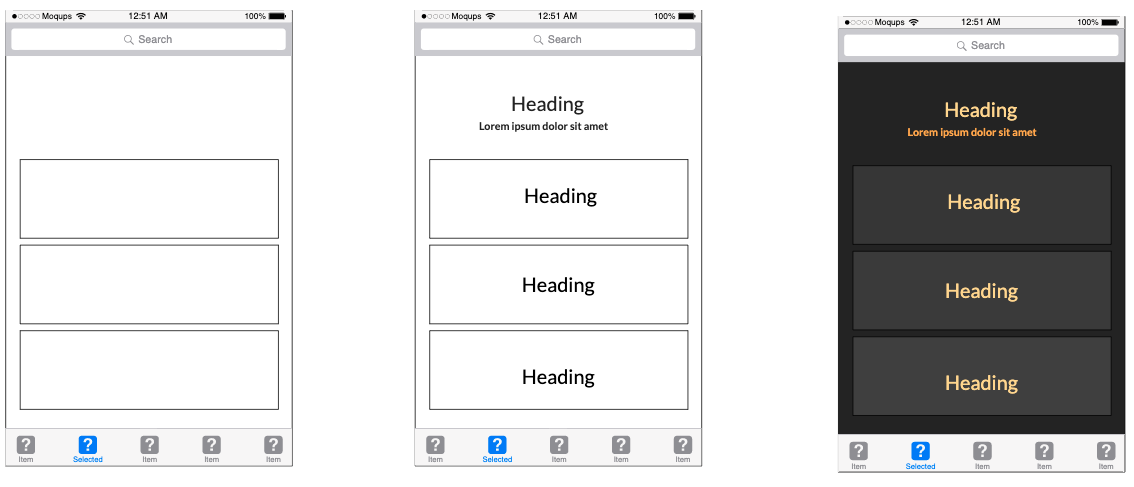 Moqups 12:51 AM 100%
Search
? ? ? ? ?
Item Selected Item Item Item
Moqups 12:51 AM 100%
Search
Heading
Lorem ipsum dolor sit amet
Heading
Heading
Heading
? ? ? ? ?
Item Selected Item Item Item
Moqups 12:51 AM 100%
Search
Heading
Lorem ipsum dolor sit amet
Heading
Heading
Heading
? ? ? ? ?
Item Selected Item Item Item